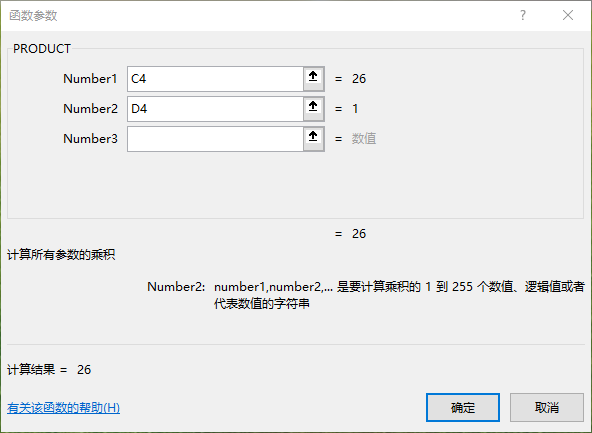 函数参数
PRODUCT
Number1 C4 = 26
Number2 D4 = 1
Number3 = 数值
= 26
计算所有参数的乘积
Number2: number1,number2,... 是要计算乘积的 1 到 255 个数值、逻辑值或者
代表数值的字符串
计算结果 = 26
有关该函数的帮助(H) 确定 取消